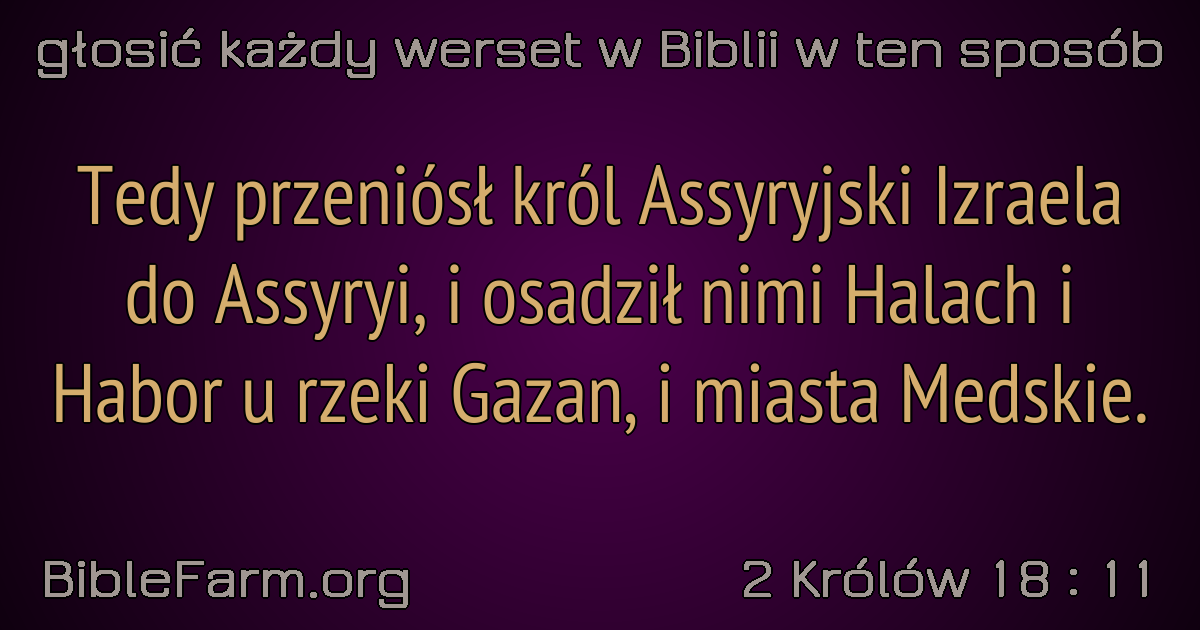 głosić każdy werset w Biblii w ten sposób
Tedy przeniósł król Assyryjski Izraela
do Assyryi, i osadził nimi Halach i
Habor u rzeki Gazan, i miasta Medskie.
BibleFarm.org
2 Królów 18 : 11